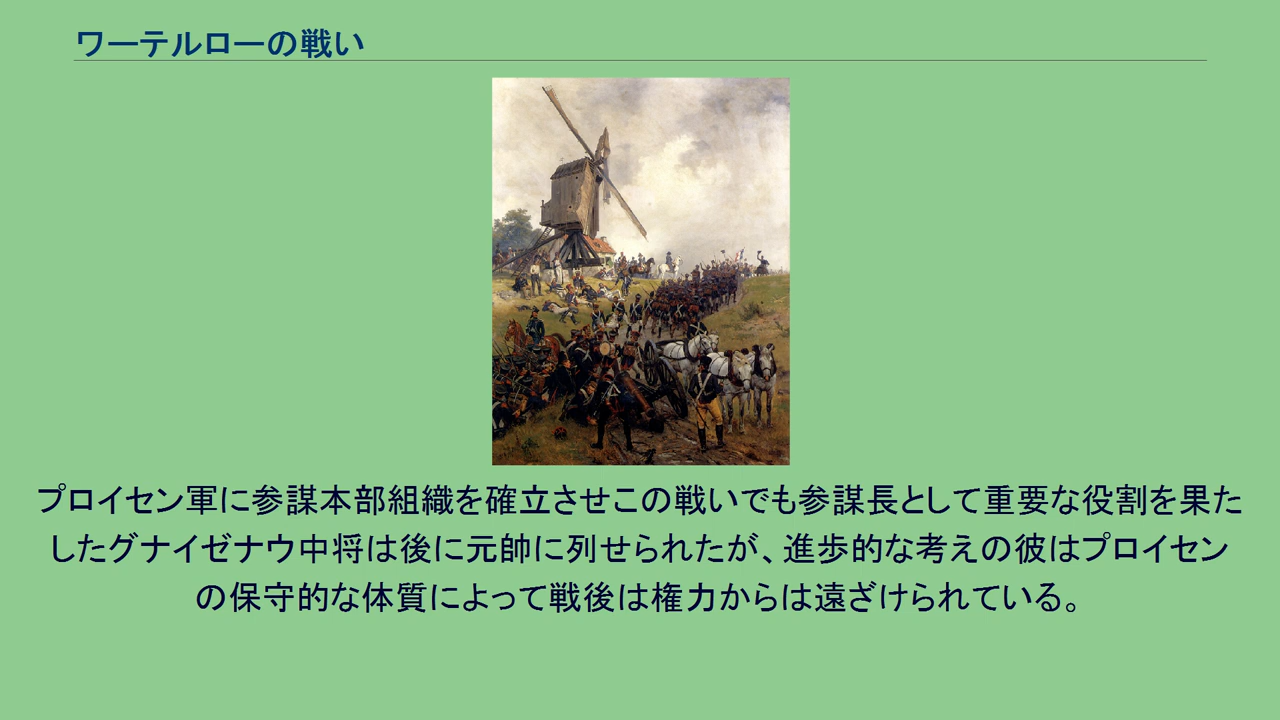 ワーテルローの戦い
プロイセン軍に参謀本部組織を確立させこの戦いでも参謀長として重要な役割を果た
したグナイゼナウ中将は後に元帥に列せられたが、進歩的な考えの彼はプロイセン
の保守的な体質によって戦後は権力からは遠ざけられている。